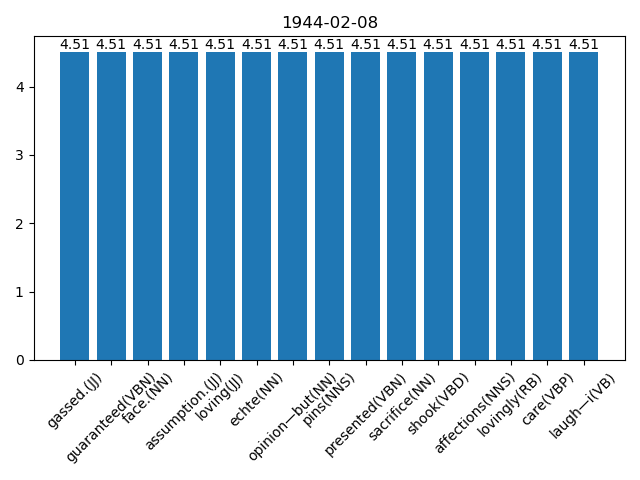 1944-02-08
4.51 4.51 4.51 4.51 4.51 4.51 4.51 4.51 4.51 4.51 4.51 4.51 4.51 4.51 4.51
4
3
2
1
0
gassed.(JJ)
guaranteed(VBN)
face.(NN)
assumption.(JJ)
loving(JJ)
echte(NN)
opinion—but(NN)
pins(NNS)
presented(VBN)
sacrifice(NN)
shook(VBD)
affections(NNS)
lovingly(RB)
care(VBP)
laugh—i(VB)